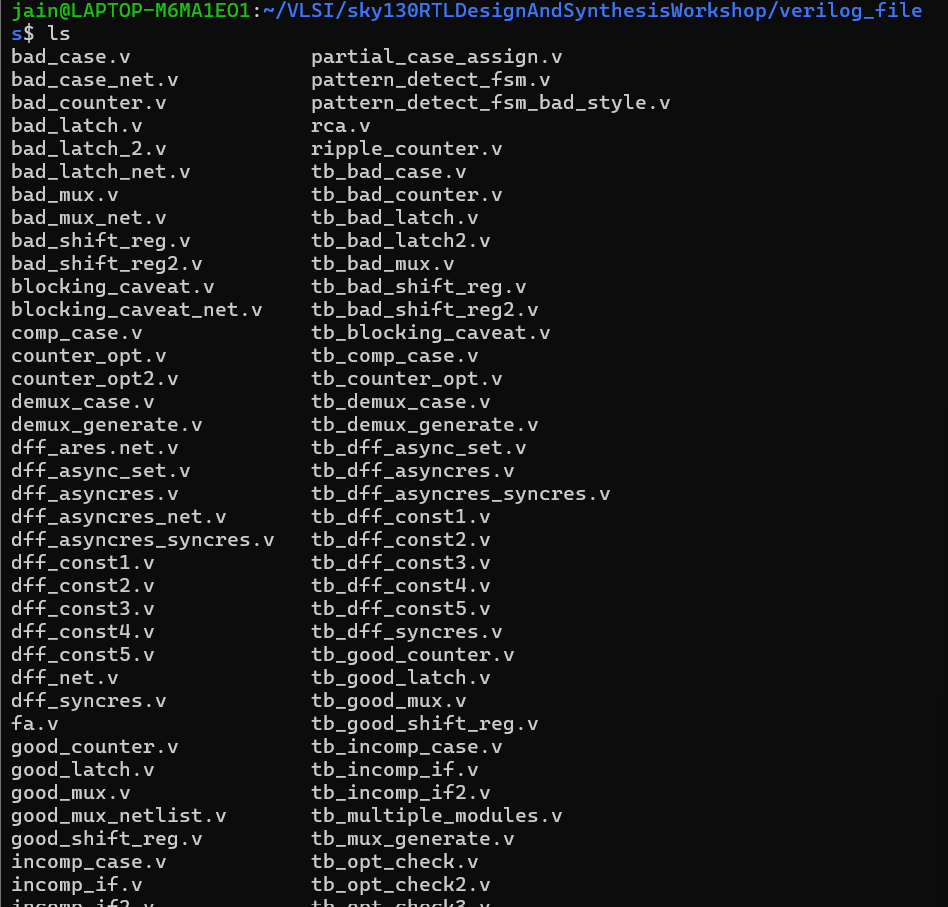 jain@LAPTOP-M6MA1EO1:~/VLSI/sky130RTLDesignAndSynthesisWorkshop/verilog_file
s$ ls
bad_case.v partial_case_assign.v
bad_case_net.v pattern_detect_fsm.v
bad_counter.v pattern_detect_fsm_bad_style.v
bad_latch.v rca.v
bad_latch_2.v ripple_counter.v
bad_latch_net.v tb_bad_case.v
bad_mux.v tb_bad_counter.v
bad_mux_net.v tb_bad_latch.v
bad_shift_reg.v tb_bad_latch2.v
bad_shift_reg2.v tb_bad_mux.v
blocking_caveat.v tb_bad_shift_reg.v
blocking_caveat_net.v tb_bad_shift_reg2.v
comp_case.v tb_blocking_caveat.v
counter_opt.v tb_comp_case.v
counter_opt2.v tb_counter_opt.v
demux_case.v tb_demux_case.v
demux_generate.v tb_demux_generate.v
dff_ares.net.v tb_dff_async_set.v
dff_async_set.v tb_dff_asyncres.v
dff_asyncres.v tb_dff_asyncres_syncres.v
dff_asyncres_net.v tb_dff_const1.v
dff_asyncres_syncres.v tb_dff_const2.v
dff_const1.v tb_dff_const3.v
dff_const2.v tb_dff_const4.v
dff_const3.v tb_dff_const5.v
dff_const4.v tb_dff_syncres.v
dff_const5.v tb_good_counter.v
dff_net.v tb_good_latch.v
dff_syncres.v tb_good_mux.v
fa.v tb_good_shift_reg.v
good_counter.v tb_incomp_case.v
good_latch.v tb_incomp_if.v
good_mux.v tb_incomp_if2.v
good_mux_netlist.v tb_multiple_modules.v
good_shift_reg.v tb_mux_generate.v
incomp_case.v tb_opt_check.v
incomp_if.v tb_opt_check2.v
incomp_if2.v tb_opt_check3.v